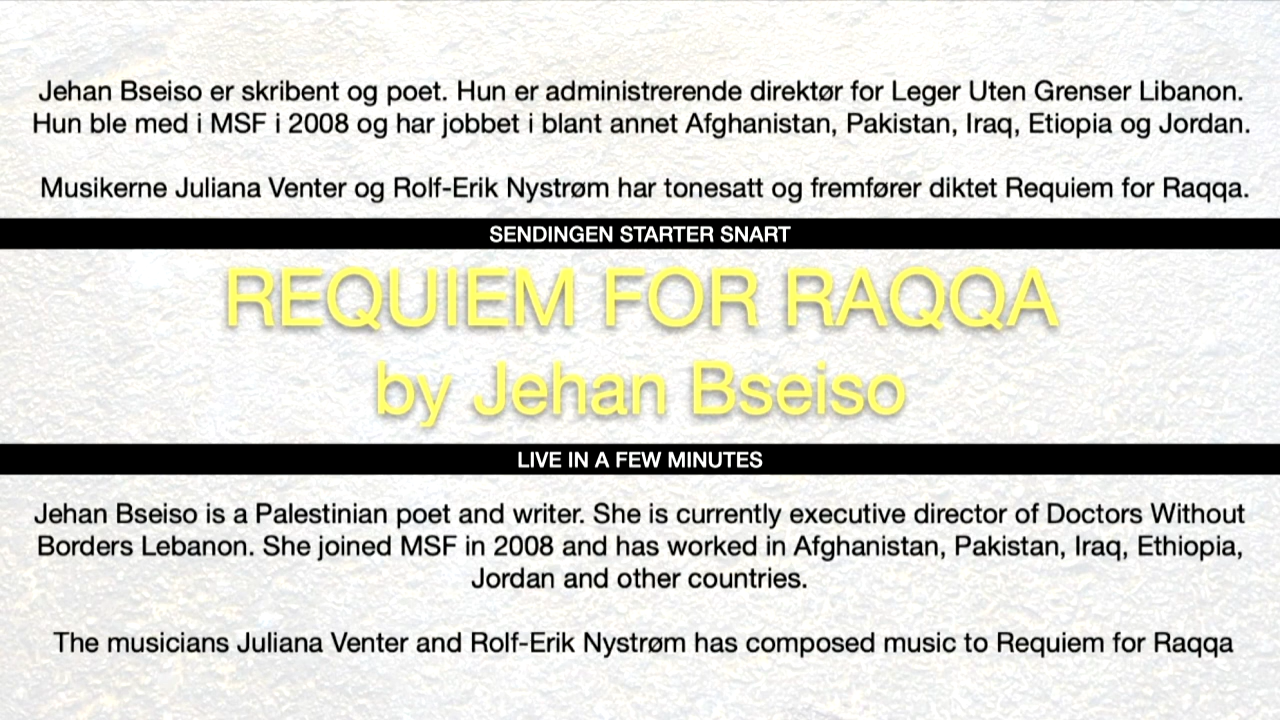 Jehan Bseiso er skribent og poet. Hun er administrerende direktør for Leger Uten Grenser Libanon.
Hun ble med i MSF i 2008 og har jobbet i blant annet Afghanistan, Pakistan, Iraq, Etiopia og Jordan.
Musikerne Juliana Venter og Rolf-Erik Nystrøm har tonesatt og fremfører diktet Requiem for Raqqa.
SENDINGEN STARTER SNART
REQUIEM FOR RAQQA
by Jehan Bseiso
LIVE IN A FEW MINUTES
Jehan Bseiso is a Palestinian poet and writer. She is currently executive director of Doctors Without
Borders Lebanon. She joined MSF in 2008 and has worked in Afghanistan, Pakistan, Iraq, Ethiopia,
Jordan and other countries.
The musicians Juliana Venter and Rolf-Erik Nystrøm has composed music to Requiem for Raqqa